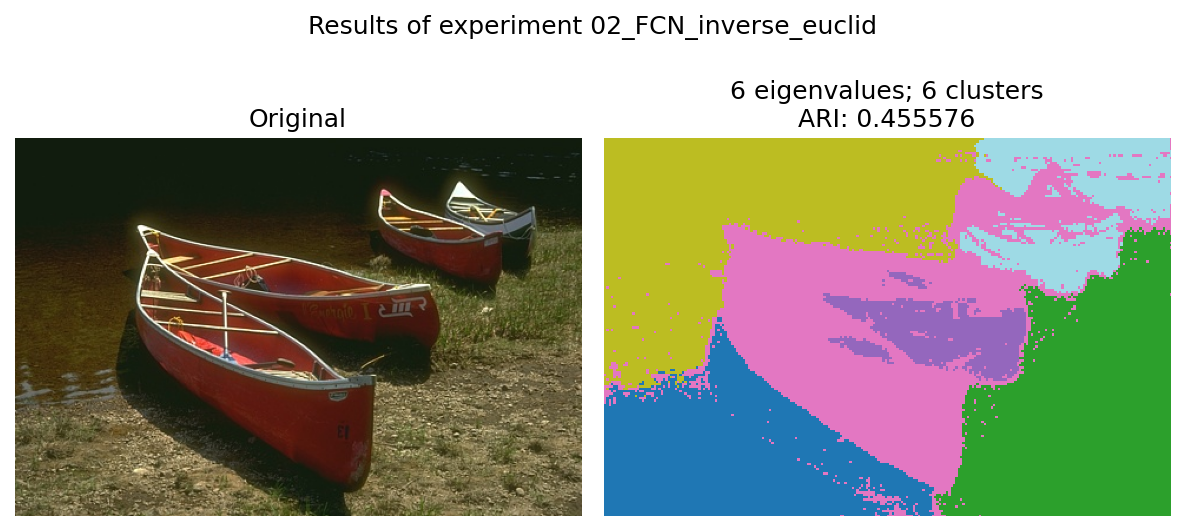 Results of experiment 02_FCN_inverse_euclid
Original
6 eigenvalues; 6 clusters
ARI: 0.455576